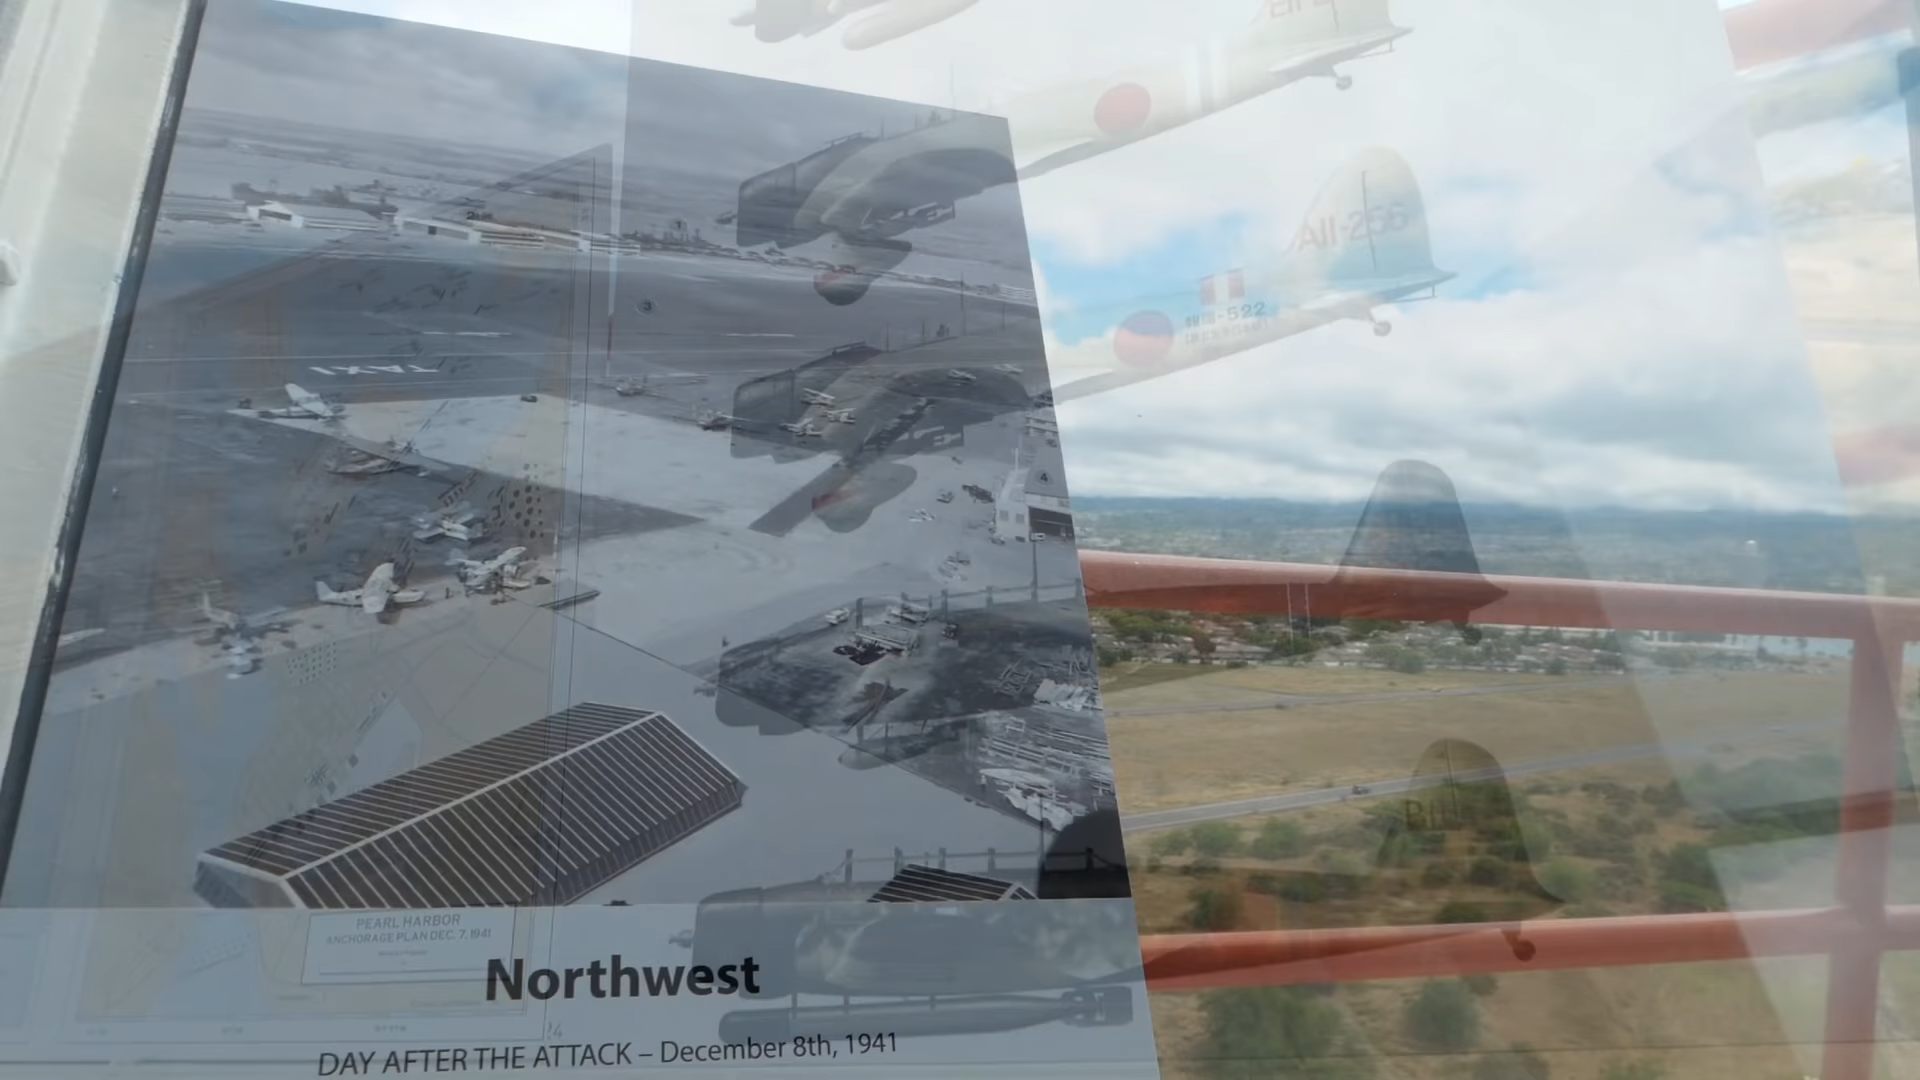 AII-256
TAXI
PEARL HARBOR
ANCHORAGE PLAN DEC. 7, 1941
Northwest
DAY AFTER THE ATTACK – December 8th, 1941